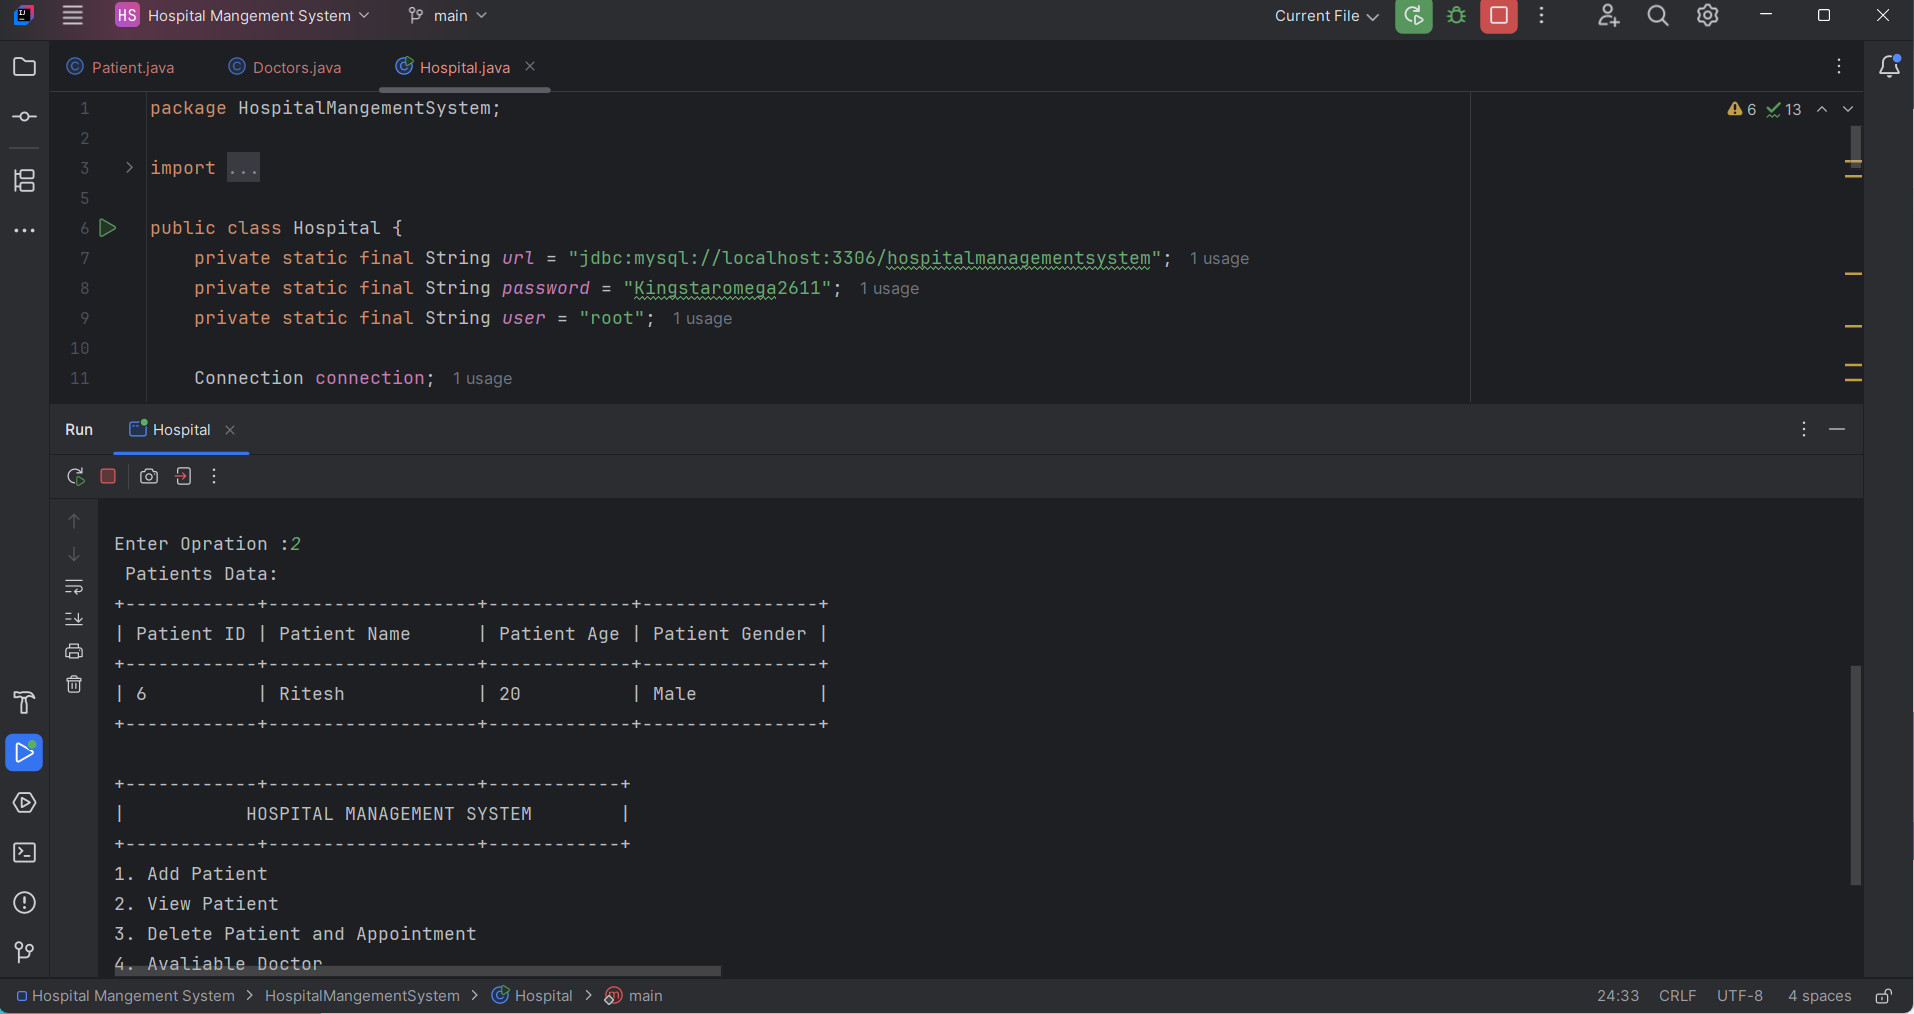 HS Hospital Mangement System main Current File
Patient.java Doctors.java Hospital.java
1 package HospitalMangementSystem; 6 13
2
3 import ...
5
6 public class Hospital {
7 private static final String url = "jdbc:mysql://localhost:3306/hospitalmanagementsystem"; 1 usage
8 private static final String password = "Kingstaromega2611"; 1 usage
9 private static final String user = "root"; 1 usage
10
11 Connection connection; 1 usage
Run Hospital
Enter Opration :2
Patients Data:
+------------+-------------------+-------------+----------------+
| Patient ID | Patient Name      | Patient Age | Patient Gender |
+------------+-------------------+-------------+----------------+
| 6          | Ritesh            | 20          | Male           |
+------------+-------------------+-------------+----------------+
+------------+-------------------+------------+
|           HOSPITAL MANAGEMENT SYSTEM        |
+------------+-------------------+------------+
1. Add Patient
2. View Patient
3. Delete Patient and Appointment
4. Avaliable Doctor
Hospital Mangement System > HospitalMangementSystem > Hospital > main 24:33 CRLF UTF-8 4 spaces